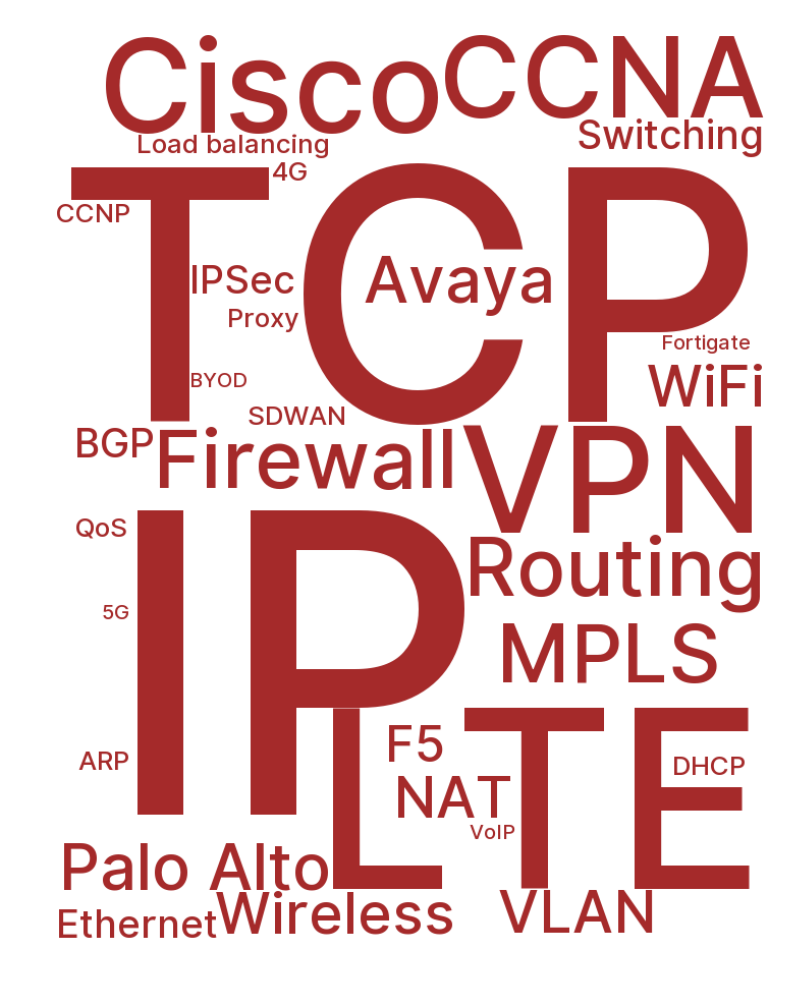 Cisco
CCNA
Load balancing
Switching
4G
TCP
CCNP
IPSec
Avaya
Proxy
Fortigate
BYOD
WiFi
SDWAN
BGP
Firewall
VPN
QoS
IP
Routing
5G
MPLS
LTE
F5
ARP
DHCP
NAT
VoIP
Palo Alto
Wireless
VLAN
Ethernet